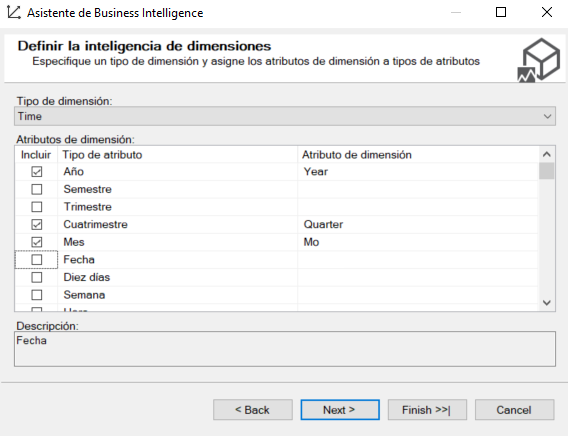 Asistente de Business Intelligence
Definir la inteligencia de dimensiones
Especifique un tipo de dimensión y asigne los atributos de dimensión a tipos de atributos
Tipo de dimensión:
Time
Atributos de dimensión:
Incluir Tipo de atributo Atributo de dimensión
Año Year
Semestre
Trimestre
Cuatrimestre Quarter
Mes Mo
Fecha
Diez días
Semana
Descripción:
Fecha
< Back Next > Finish >>| Cancel